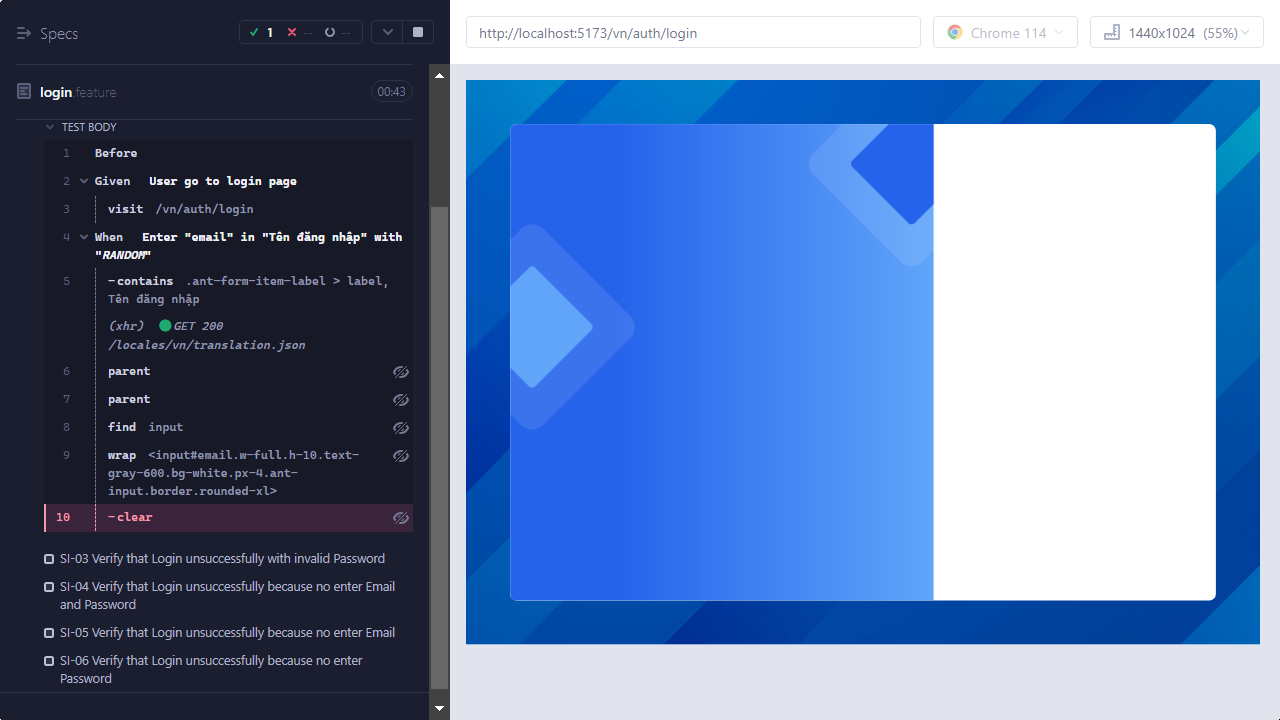 Specs
1
--
--
http://localhost:5173/vn/auth/login
Chrome 114
1440x1024 (55%)
login.feature
00:43
TEST BODY
1 Before
2 Given User go to login page
3 visit /vn/auth/login
4 When Enter "email" in "Tên đăng nhập" with
"RANDOM"
5 -contains .ant-form-item-label > label,
Tên đăng nhập
(xhr) GET 200
/locales/vn/translation.json
6 parent
7 parent
8 find input
9 wrap <input#email.w-full.h-10.text-
gray-600.bg-white.px-4.ant-
input.border.rounded-xl>
10 -clear
SI-03 Verify that Login unsuccessfully with invalid Password
SI-04 Verify that Login unsuccessfully because no enter Email
and Password
SI-05 Verify that Login unsuccessfully because no enter Email
SI-06 Verify that Login unsuccessfully because no enter
Password